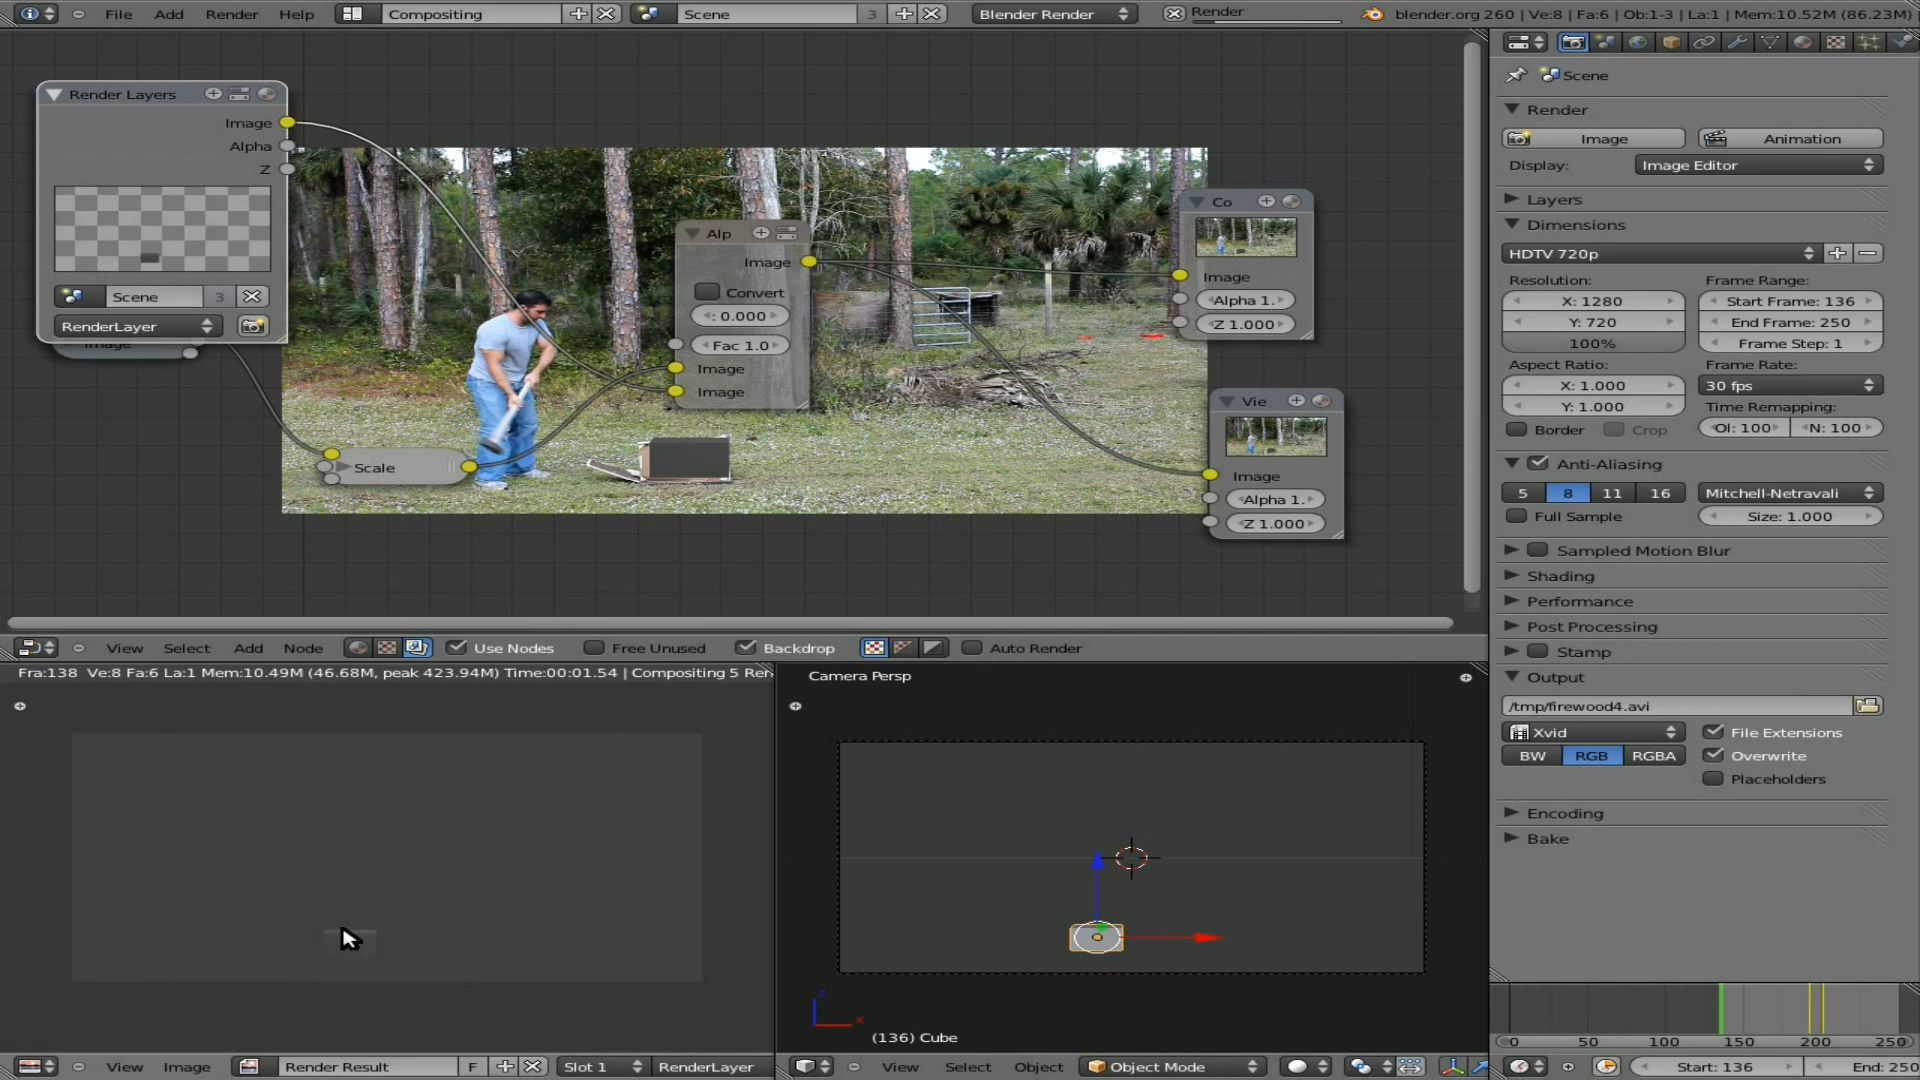 File Add Render Help Compositing Scene 3 Blender Render Render blender.org 260 | Ve:8 | Fa:6 | Ob:1-3 | La:1 | Mem:10.52M (86.23M)
Render Layers
Image
Alpha
Z
Scene 3
RenderLayer
Image
Scale
Alp
Image
Convert
: 0.000
Fac 1.0
Image
Image
Co
Image
Alpha 1.
Z 1.000
Vie
Image
Alpha 1.
Z 1.000
View Select Add Node Use Nodes Free Unused Backdrop Auto Render
Fra:138 Ve:8 Fa:6 La:1 Mem:10.49M (46.68M, peak 423.94M) Time:00:01.54 | Compositing 5 Ren
View Image Render Result F Slot 1 RenderLayer
Camera Persp
z
x
(136) Cube
View Select Object Object Mode
Scene
Render
Image Animation
Display: Image Editor
Layers
Dimensions
HDTV 720p
Resolution: Frame Range:
X: 1280 Start Frame: 136
Y: 720 End Frame: 250
100% Frame Step: 1
Aspect Ratio: Frame Rate:
X: 1.000 30 fps
Y: 1.000 Time Remapping:
Border Crop Ol: 100 N: 100
Anti-Aliasing
5 8 11 16 Mitchell-Netravali
Full Sample Size: 1.000
Sampled Motion Blur
Shading
Performance
Post Processing
Stamp
Output
/tmp/firewood4.avi
Xvid File Extensions
BW RGB RGBA Overwrite
Placeholders
Encoding
Bake
0 50 100 150 200 250
Start: 136 End: 250